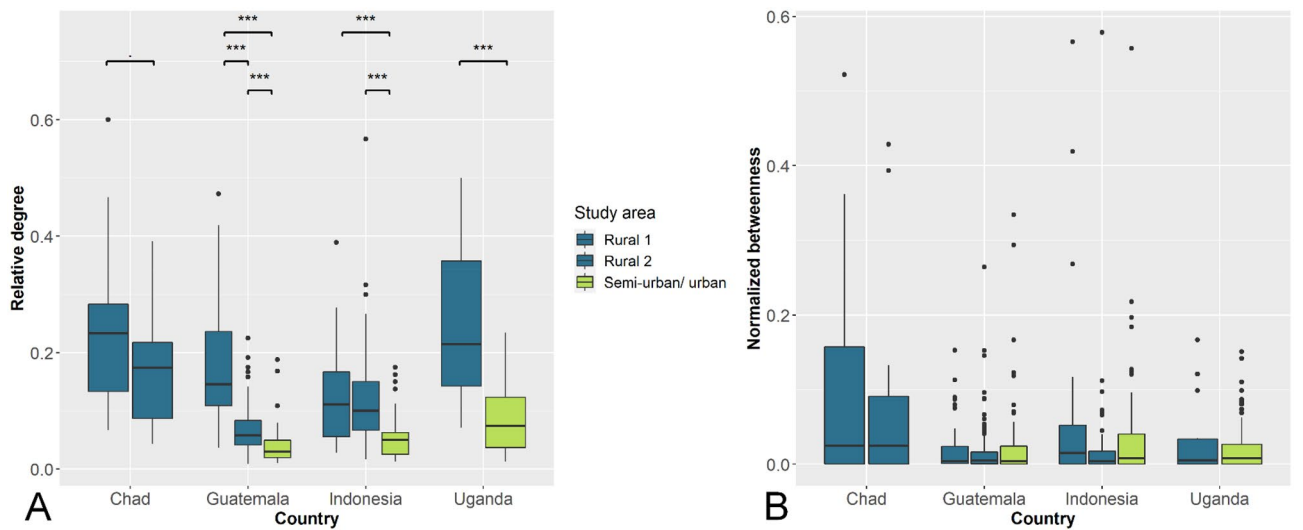 *** ***
. *** ***
*** ***
0.6
0.4
0.2
0.0
Relative degree
Chad Guatemala Indonesia Uganda
Country
A
Study area
Rural 1
Rural 2
Semi-urban/ urban
0.6
0.4
0.2
0.0
Normalized betweenness
Chad Guatemala Indonesia Uganda
Country
B